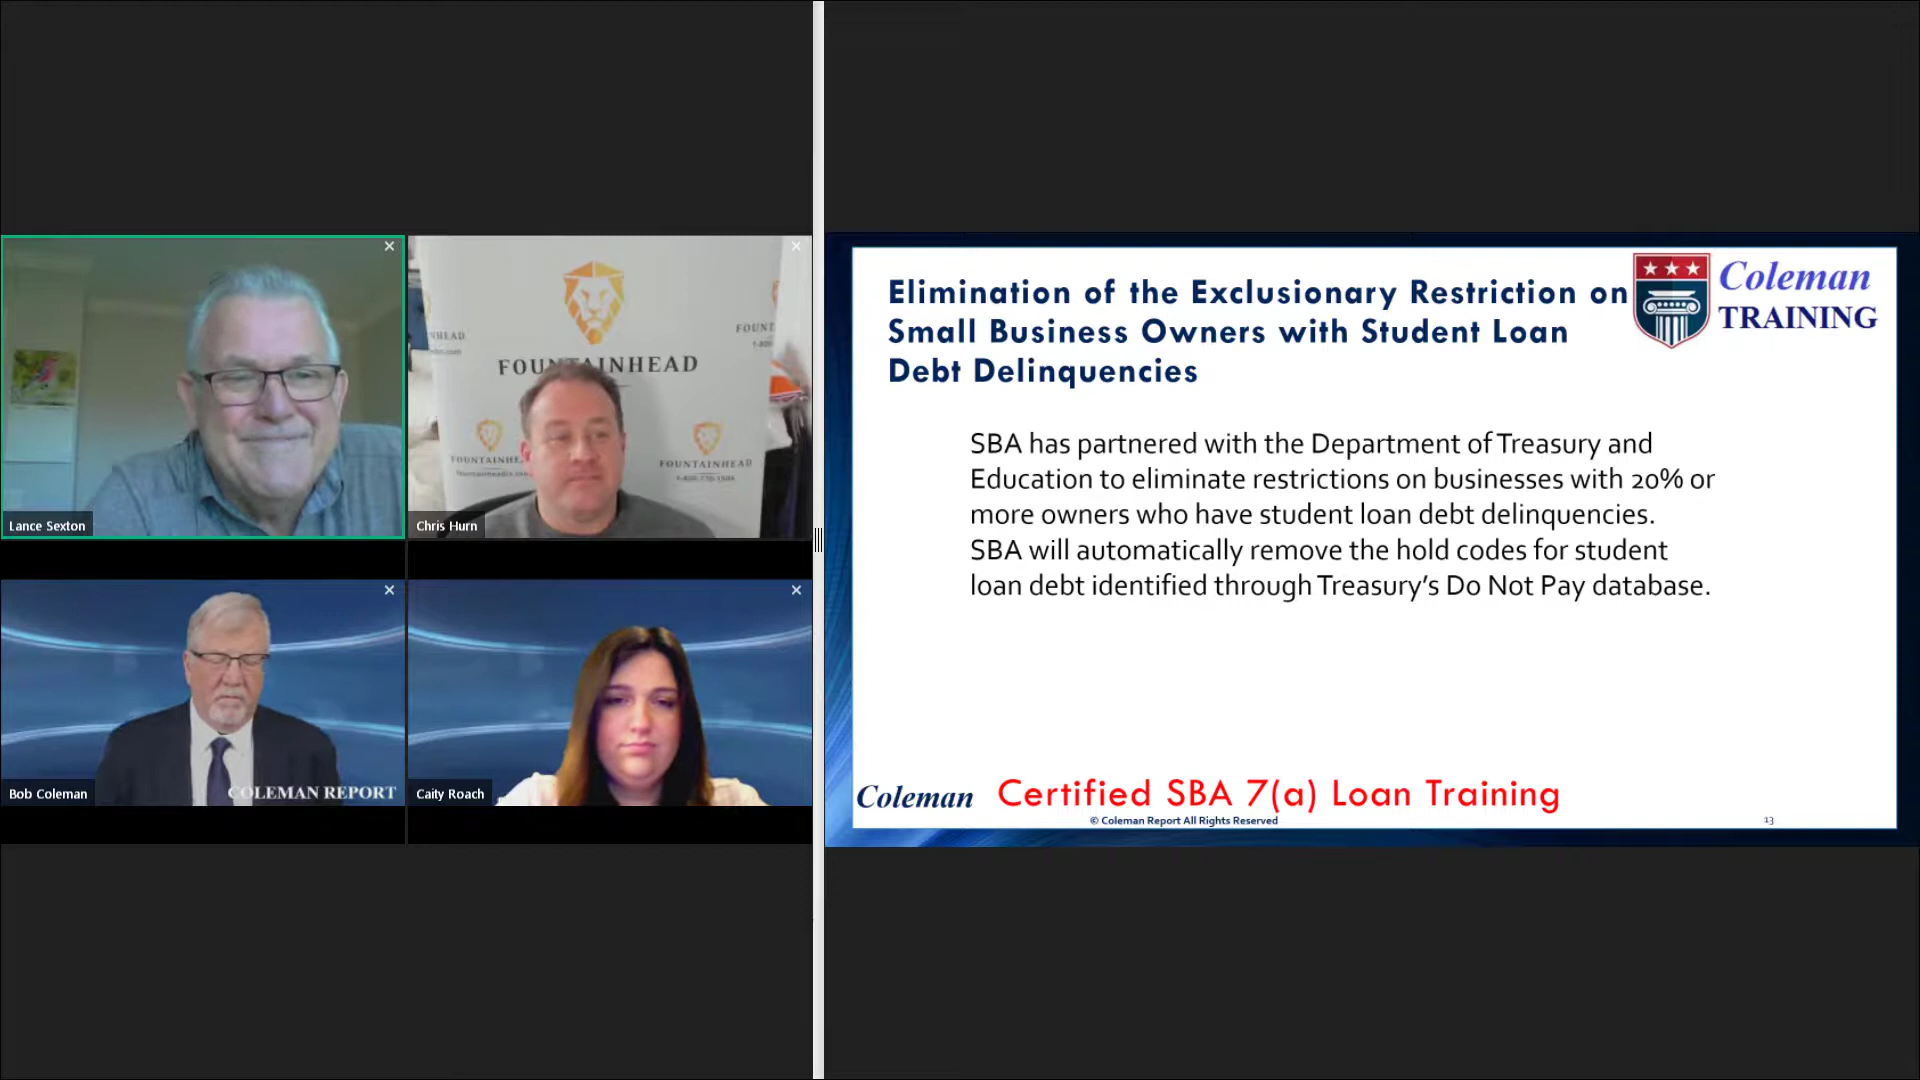 NHEAD
FOUNTAINHEAD
FOUNT
FOUNTAINHE
FOUNTAINHEAD
Lance Sexton
Chris Hurn
Bob Coleman
COLEMAN REPORT
Caity Roach
Elimination of the Exclusionary Restriction on
Small Business Owners with Student Loan
Debt Delinquencies
Coleman
TRAINING
SBA has partnered with the Department of Treasury and
Education to eliminate restrictions on businesses with 20% or
more owners who have student loan debt delinquencies.
SBA will automatically remove the hold codes for student
loan debt identified through Treasury's Do Not Pay database.
Coleman
Certified SBA 7(a) Loan Training
© Coleman Report All Rights Reserved
13